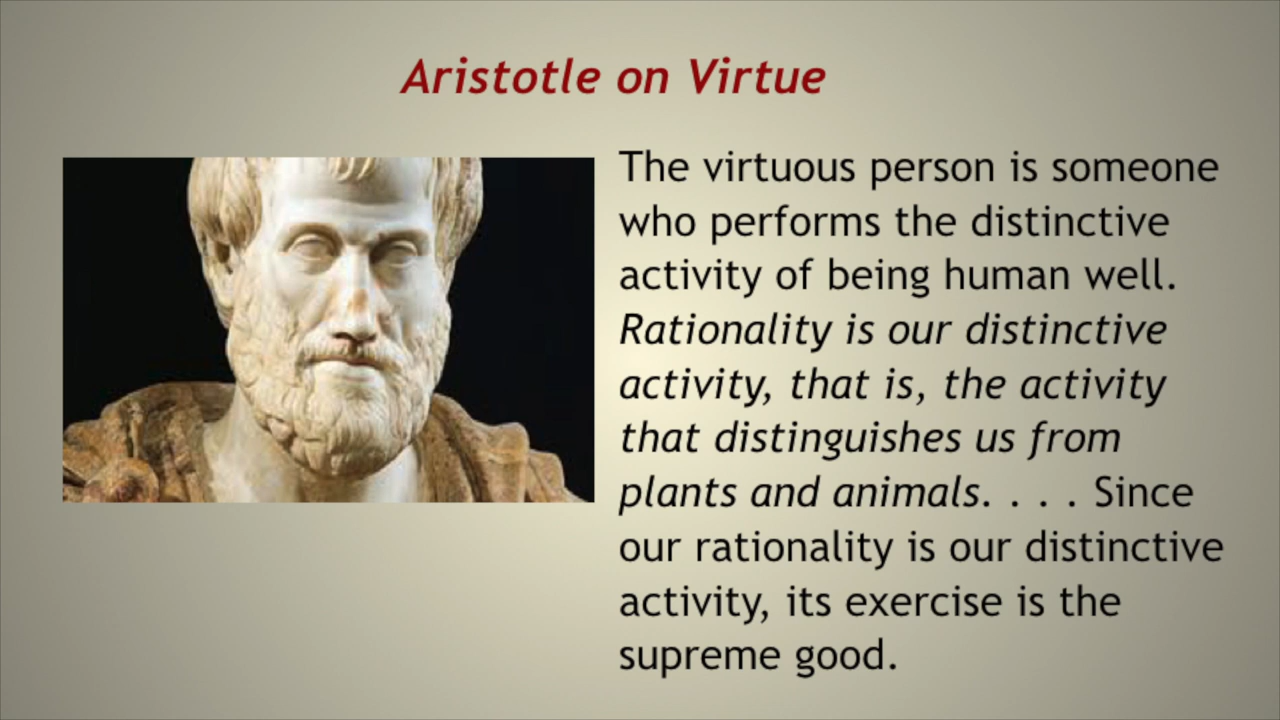 Aristotle on Virtue
The virtuous person is someone
who performs the distinctive
activity of being human well.
Rationality is our distinctive
activity, that is, the activity
that distinguishes us from
plants and animals. . . . Since
our rationality is our distinctive
activity, its exercise is the
supreme good.